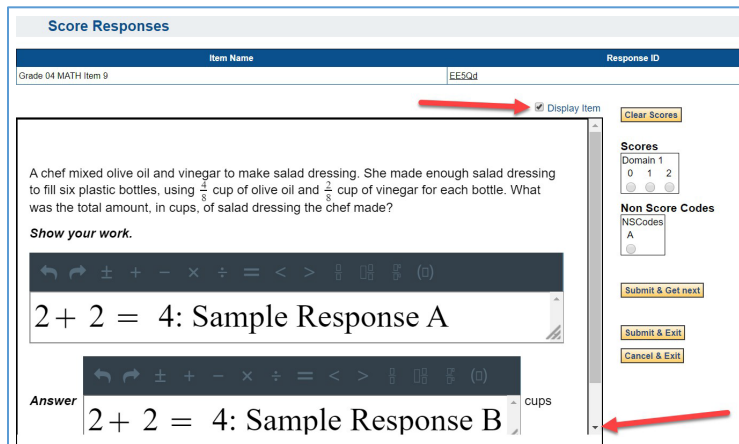 Score Responses
Item Name Response ID
Grade 04 MATH Item 9 EE5Qd
Display Item
Clear Scores
A chef mixed olive oil and vinegar to make salad dressing. She made enough salad dressing
to fill six plastic bottles, using 4/8 cup of olive oil and 2/8 cup of vinegar for each bottle. What
was the total amount, in cups, of salad dressing the chef made?
Show your work.
± + − × ÷ = < > (▯)
2 + 2 = 4: Sample Response A
± + − × ÷ = < > (▯)
Answer 2 + 2 = 4: Sample Response B cups
Scores
Domain 1
0 1 2
Non Score Codes
NSCodes
A
Submit & Get next
Submit & Exit
Cancel & Exit